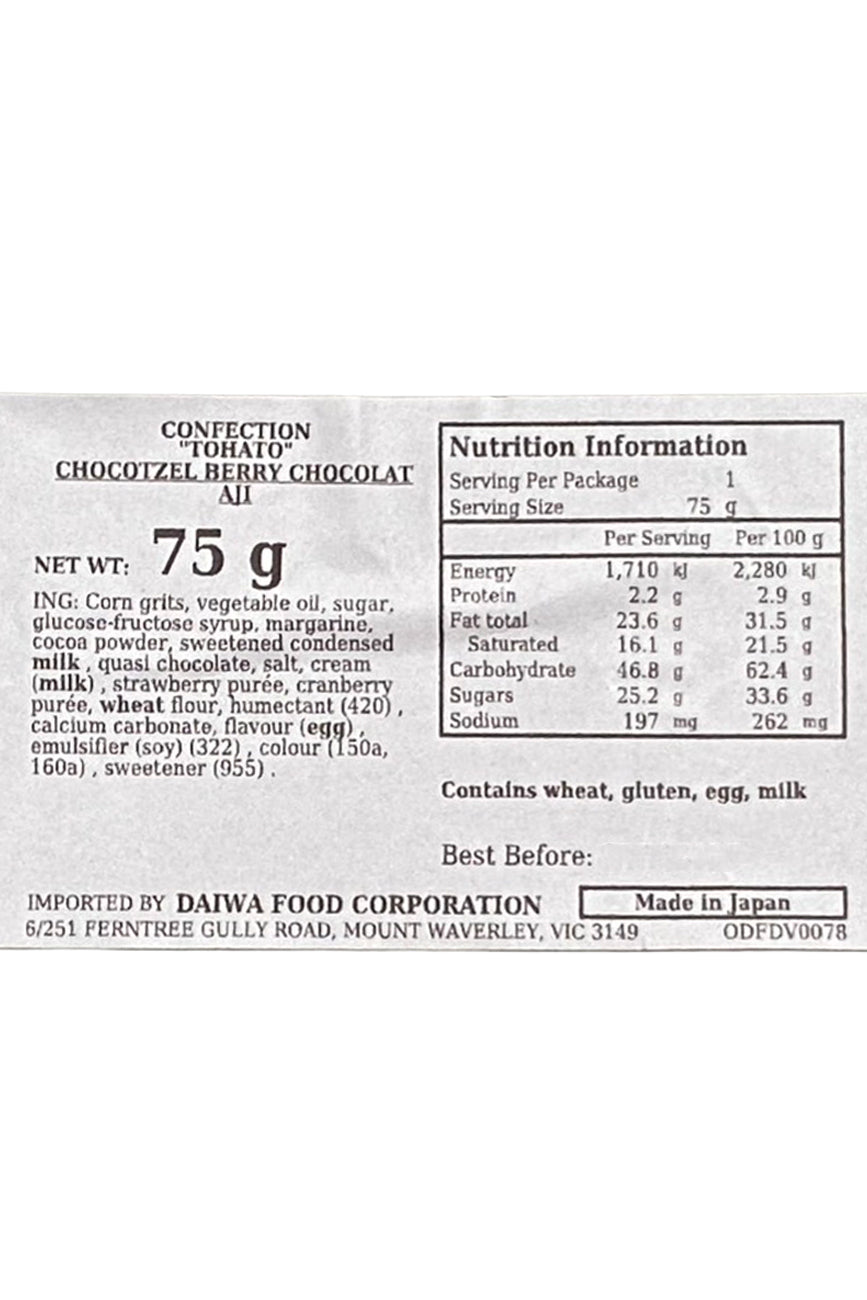 CONFECTION
"TOHATO"
CHOCOTZEL BERRY CHOCOLAT
AJI
NET WT: 75 g
ING: Corn grits, vegetable oil, sugar,
glucose-fructose syrup, margarine,
cocoa powder, sweetened condensed
milk , quasi chocolate, salt, cream
(milk) , strawberry purée, cranberry
purée, wheat flour, humectant (420) ,
calcium carbonate, flavour (egg) ,
emulsifier (soy) (322) , colour (150a,
160a) , sweetener (955) .
Nutrition Information
Serving Per Package 1
Serving Size 75 g
Per Serving Per 100 g
Energy 1,710 kJ 2,280 kJ
Protein 2.2 g 2.9 g
Fat total 23.6 g 31.5 g
Saturated 16.1 g 21.5 g
Carbohydrate 46.8 g 62.4 g
Sugars 25.2 g 33.6 g
Sodium 197 mg 262 mg
Contains wheat, gluten, egg, milk
Best Before:
IMPORTED BY DAIWA FOOD CORPORATION
Made in Japan
6/251 FERNTREE GULLY ROAD, MOUNT WAVERLEY, VIC 3149
ODFDV0078